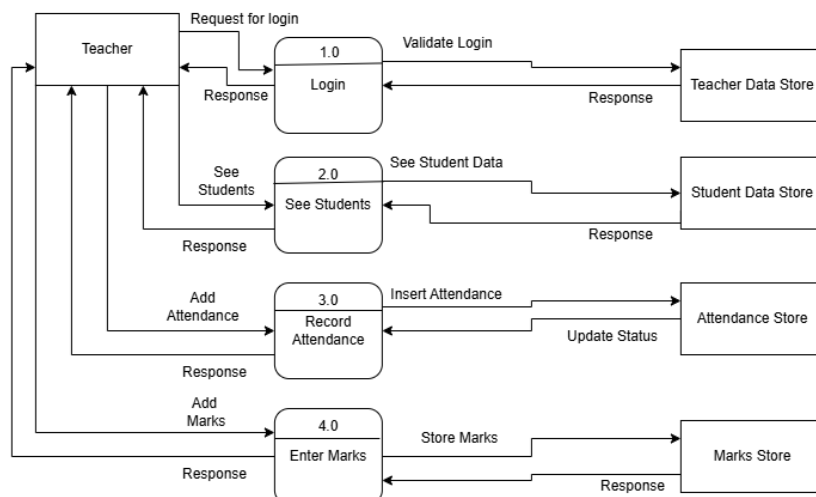 Request for login
Teacher
1.0
Login
Validate Login
Response
Response
Teacher Data Store
See
Students
2.0
See Students
See Student Data
Student Data Store
Response
Response
Add
Attendance
3.0
Record
Attendance
Insert Attendance
Attendance Store
Update Status
Response
Add
Marks
4.0
Enter Marks
Store Marks
Marks Store
Response
Response